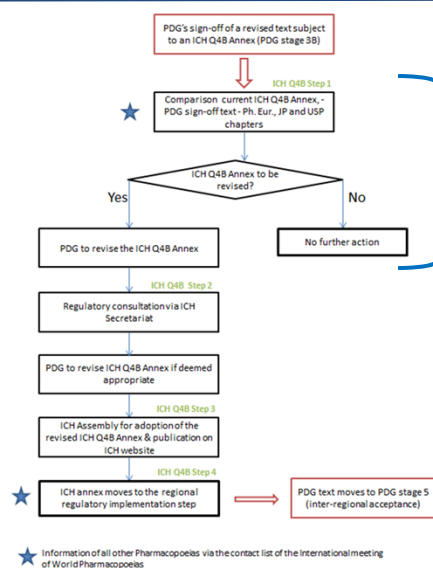 PDG's sign-off of a revised text subject
to an ICH Q4B Annex (PDG stage 3B)
ICH Q4B Step 1
Comparison current ICH Q4B Annex, -
PDG sign-off text - Ph. Eur., JP and USP
chapters
ICH Q4B Annex to be
revised?
Yes
No
PDG to revise the ICH Q4B Annex
No further action
ICH Q4B Step 2
Regulatory consultation via ICH
Secretariat
PDG to revise ICH Q4B Annex if deemed
appropriate
ICH Q4B Step 3
ICH Assembly for adoption of the
revised ICH Q4B Annex & publication on
ICH website
ICH Q4B Step 4
ICH annex moves to the regional
regulatory implementation step
PDG text moves to PDG stage 5
(inter-regional acceptance)
Information of all other Pharmacopoeias via the contact list of the International meeting
of World Pharmacopoeias